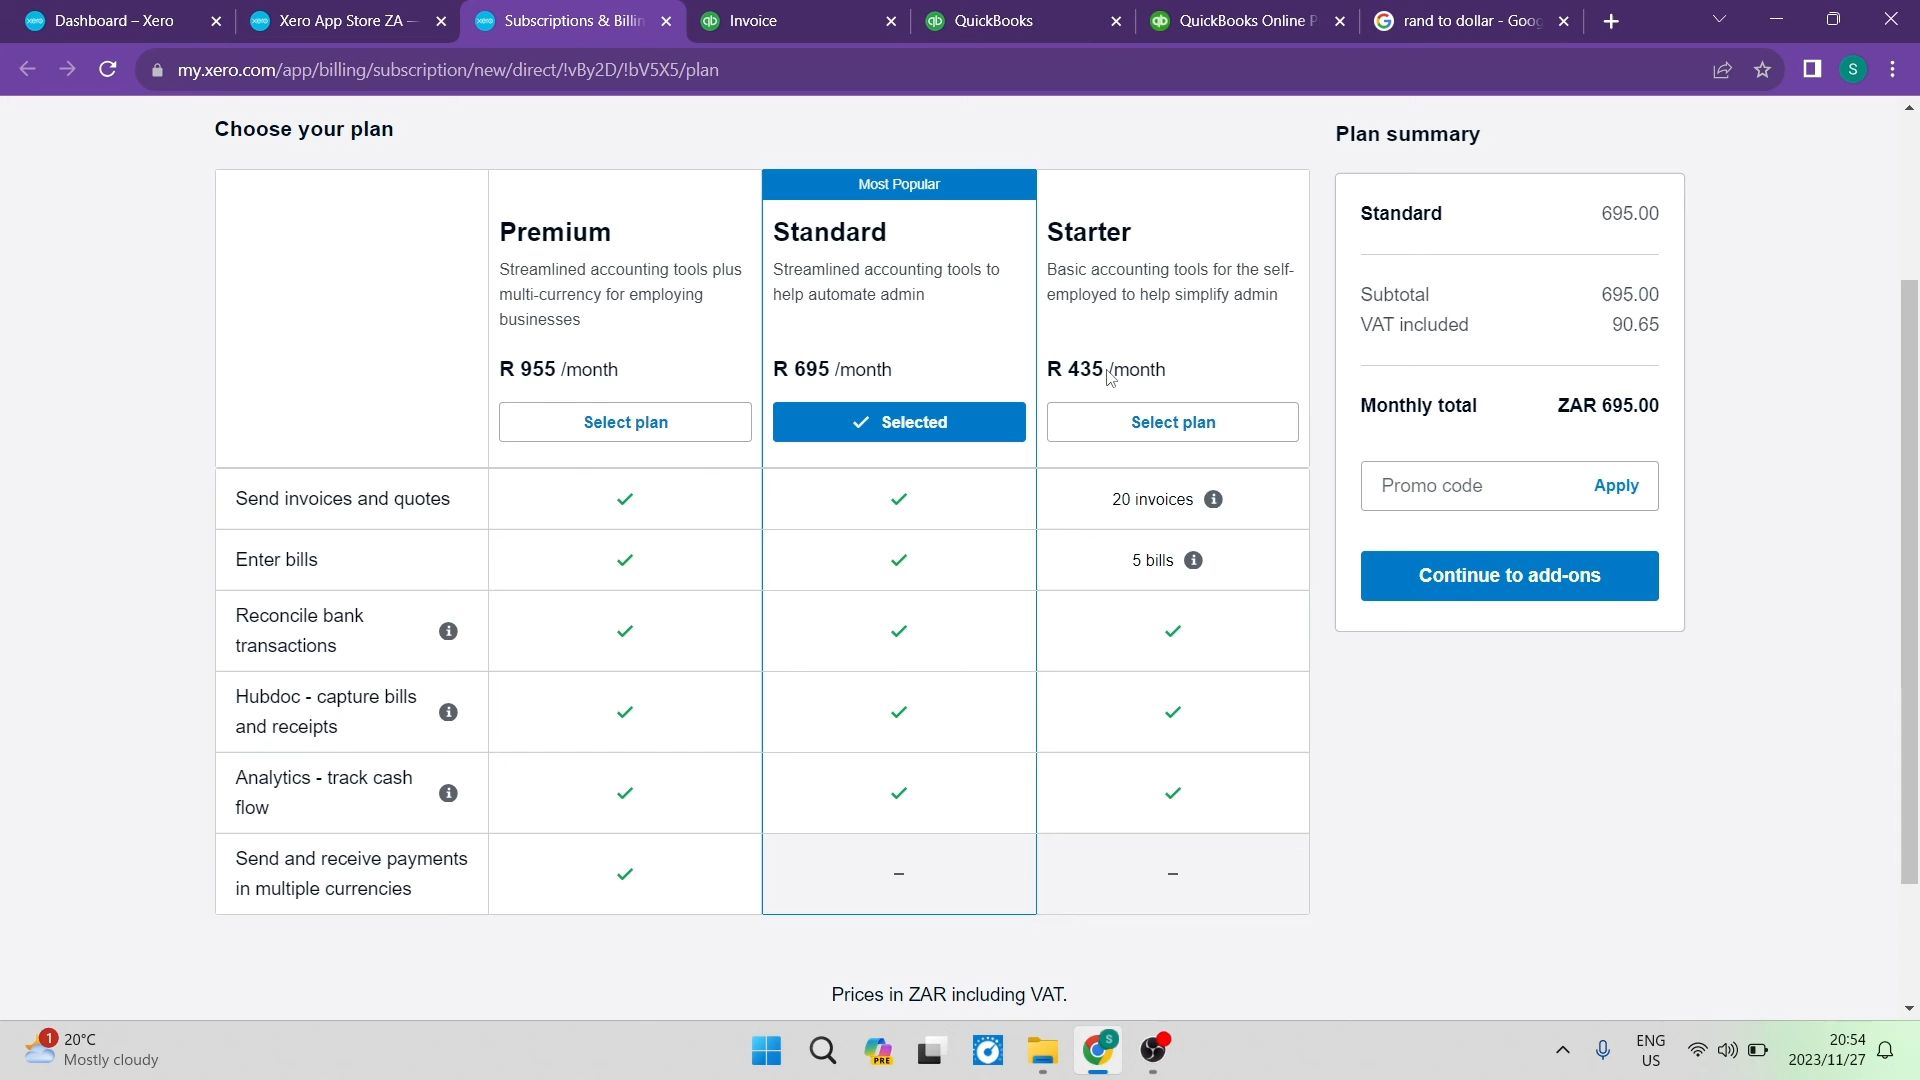 Dashboard – Xero
Xero App Store ZA —
Subscriptions & Billin
Invoice
QuickBooks
QuickBooks Online P
rand to dollar - Goog
my.xero.com/app/billing/subscription/new/direct/!vBy2D/!bV5X5/plan
S
Choose your plan
Most Popular
Premium
Streamlined accounting tools plus
multi-currency for employing
businesses
R 955 /month
Select plan
Standard
Streamlined accounting tools to
help automate admin
R 695 /month
Selected
Starter
Basic accounting tools for the self-
employed to help simplify admin
R 435 /month
Select plan
Send invoices and quotes
20 invoices
Enter bills
5 bills
Reconcile bank
transactions
Hubdoc - capture bills
and receipts
Analytics - track cash
flow
Send and receive payments
in multiple currencies
–
–
Prices in ZAR including VAT.
Plan summary
Standard 695.00
Subtotal 695.00
VAT included 90.65
Monthly total ZAR 695.00
Promo code Apply
Continue to add-ons
1
20°C
Mostly cloudy
PRE
S
ENG
US
20:54
2023/11/27